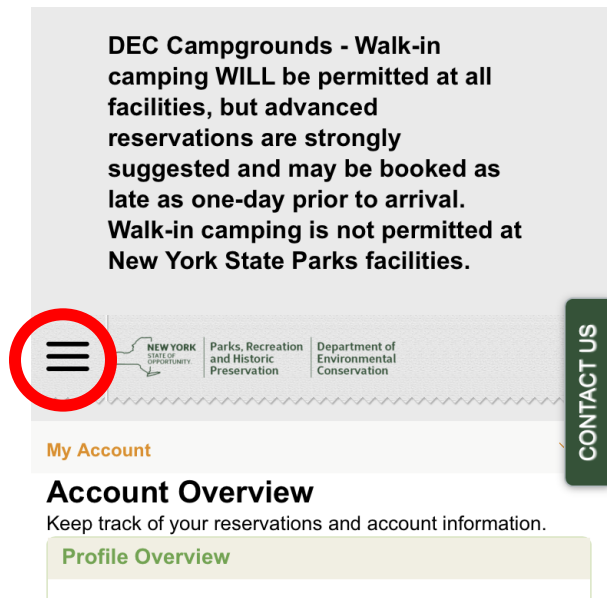 DEC Campgrounds - Walk-in
camping WILL be permitted at all
facilities, but advanced
reservations are strongly
suggested and may be booked as
late as one-day prior to arrival.
Walk-in camping is not permitted at
New York State Parks facilities.
NEW YORK
STATE OF
OPPORTUNITY.
Parks, Recreation
and Historic
Preservation
Department of
Environmental
Conservation
CONTACT US
My Account
Account Overview
Keep track of your reservations and account information.
Profile Overview